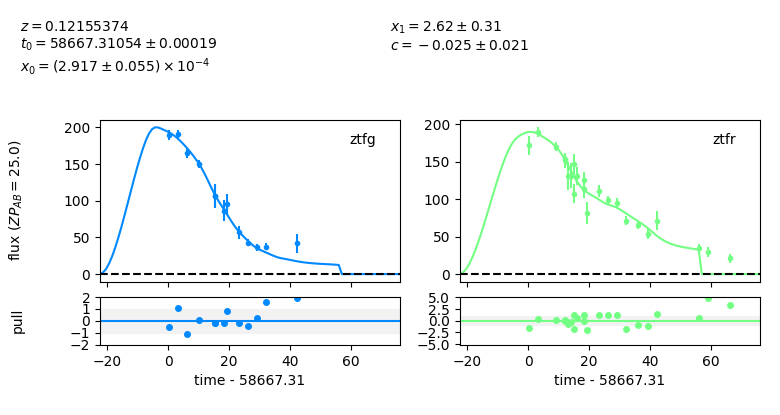 z = 0.12155374
t₀ = 58667.31054 ± 0.00019
x₀ = (2.917 ± 0.055) × 10⁻⁴
x₁ = 2.62 ± 0.31
c = −0.025 ± 0.021
flux (ZP_AB = 25.0)
200
150
100
50
0
ztfg
200
150
100
50
0
ztfr
pull
2
1
0
−1
−2
−20 0 20 40 60
time - 58667.31
5.0
2.5
0.0
−2.5
−5.0
−20 0 20 40 60
time - 58667.31